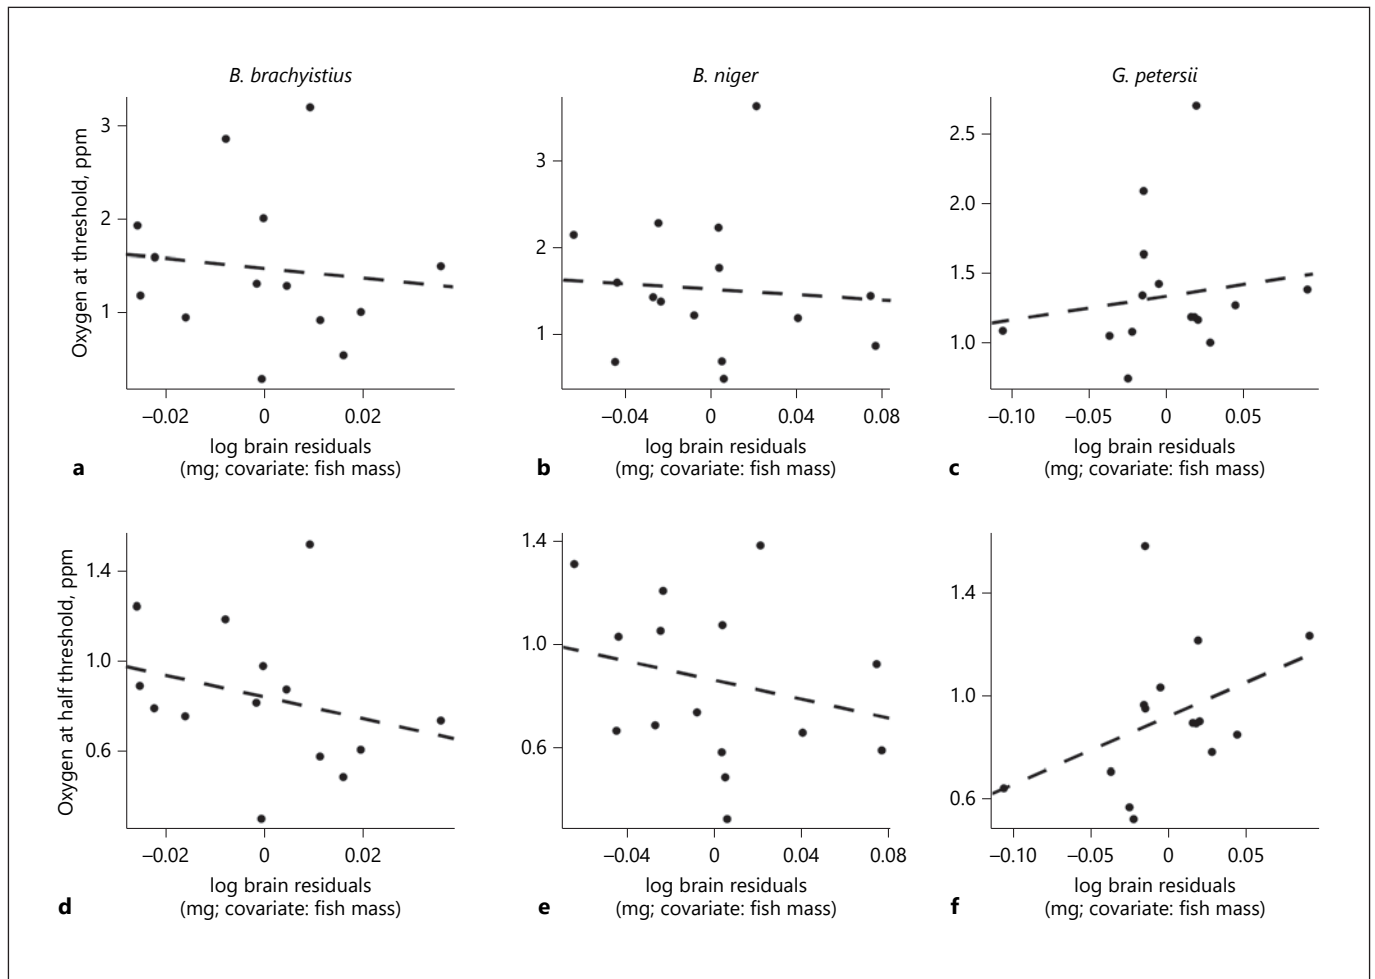 B. brachyistius
B. niger
G. petersii
Oxygen at threshold, ppm
3
2
1
−0.02 0 0.02
log brain residuals
(mg; covariate: fish mass)
a
3
2
1
−0.04 0 0.04 0.08
log brain residuals
(mg; covariate: fish mass)
b
2.5
2.0
1.5
1.0
−0.10 −0.05 0 0.05
log brain residuals
(mg; covariate: fish mass)
c
Oxygen at half threshold, ppm
1.4
1.0
0.6
−0.02 0 0.02
log brain residuals
(mg; covariate: fish mass)
d
1.4
1.0
0.6
−0.04 0 0.04 0.08
log brain residuals
(mg; covariate: fish mass)
e
1.4
1.0
0.6
−0.10 −0.05 0 0.05
log brain residuals
(mg; covariate: fish mass)
f